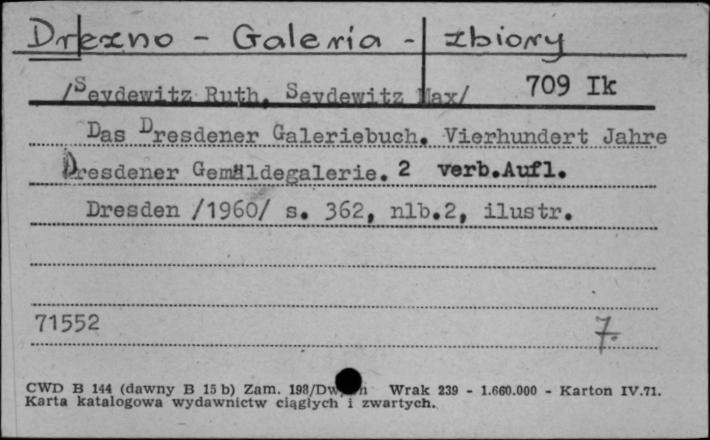 Drezno - Galeria - zbiory
/Seydewitz Ruth, Seydewitz Max/ 709 Ik
Das Dresdener Galeriebuch. Vierhundert Jahre
Dresdener Gemäldegalerie. 2 verb.Aufl.
Dresden /1960/ s. 362, nlb.2, ilustr.
71552 7.
CWD B 144 (dawny B 15 b) Zam. 198/ Wrak 239 - 1.660.000 - Karton IV.71.
Karta katalogowa wydawnictw ciągłych i zwartych.